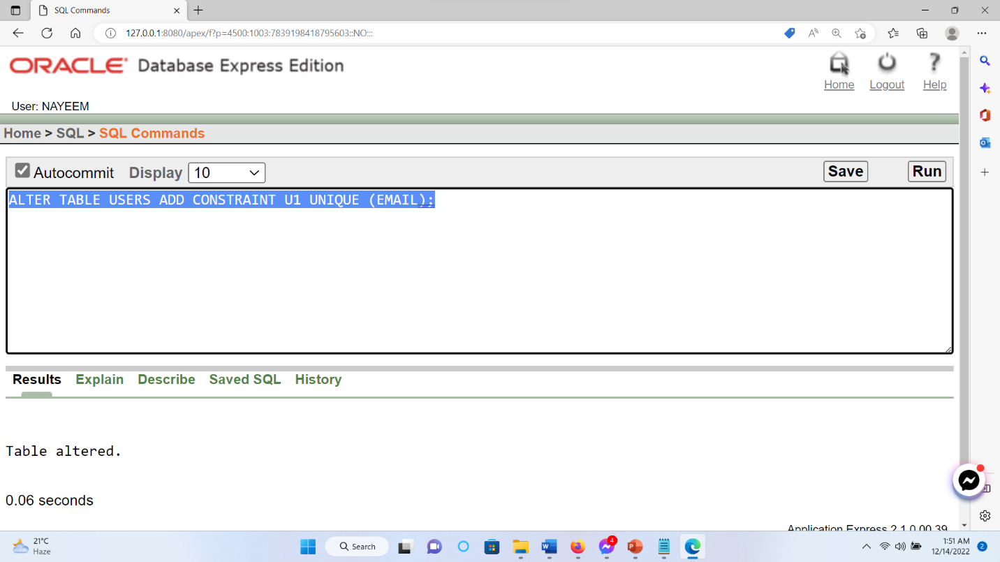 SQL Commands
127.0.0.1:8080/apex/f?p=4500:1003:7839198418795603::NO:::
ORACLE Database Express Edition
Home Logout Help
User: NAYEEM
Home > SQL > SQL Commands
Autocommit Display 10 Save Run
ALTER TABLE USERS ADD CONSTRAINT U1 UNIQUE (EMAIL);
Results Explain Describe Saved SQL History
Table altered.
0.06 seconds
Application Express 2.1.0.00.39
21°C
Haze
Search
4
1:51 AM
12/14/2022
2